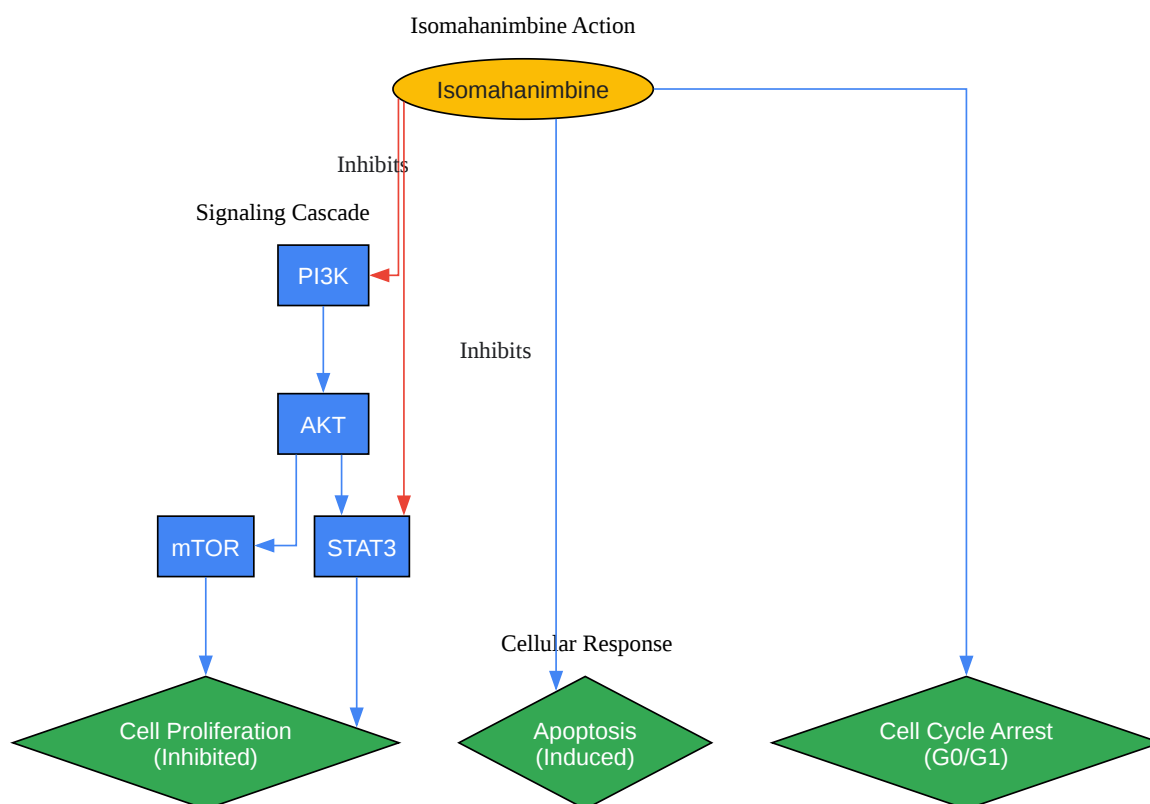 Isomahanimbine Action
Isomahanimbine
Inhibits
Signaling Cascade
PI3K
Inhibits
AKT
mTOR
STAT3
Cellular Response
Cell Proliferation
(Inhibited)
Apoptosis
(Induced)
Cell Cycle Arrest
(G0/G1)